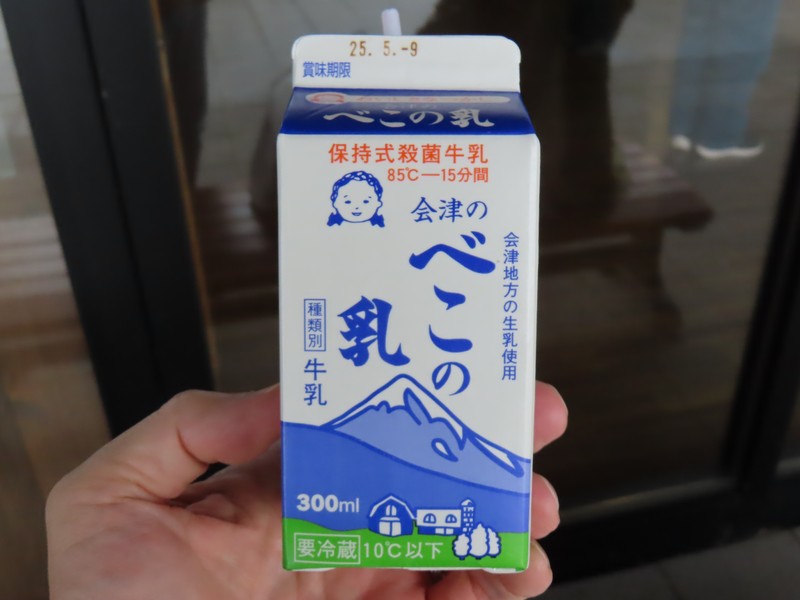 25.5.-9
賞味期限
べこの乳
保持式殺菌牛乳
85℃―15分間
会津の
べこの
乳
会津地方の生乳使用
種類別
牛乳
300ml
要冷蔵 10℃以下